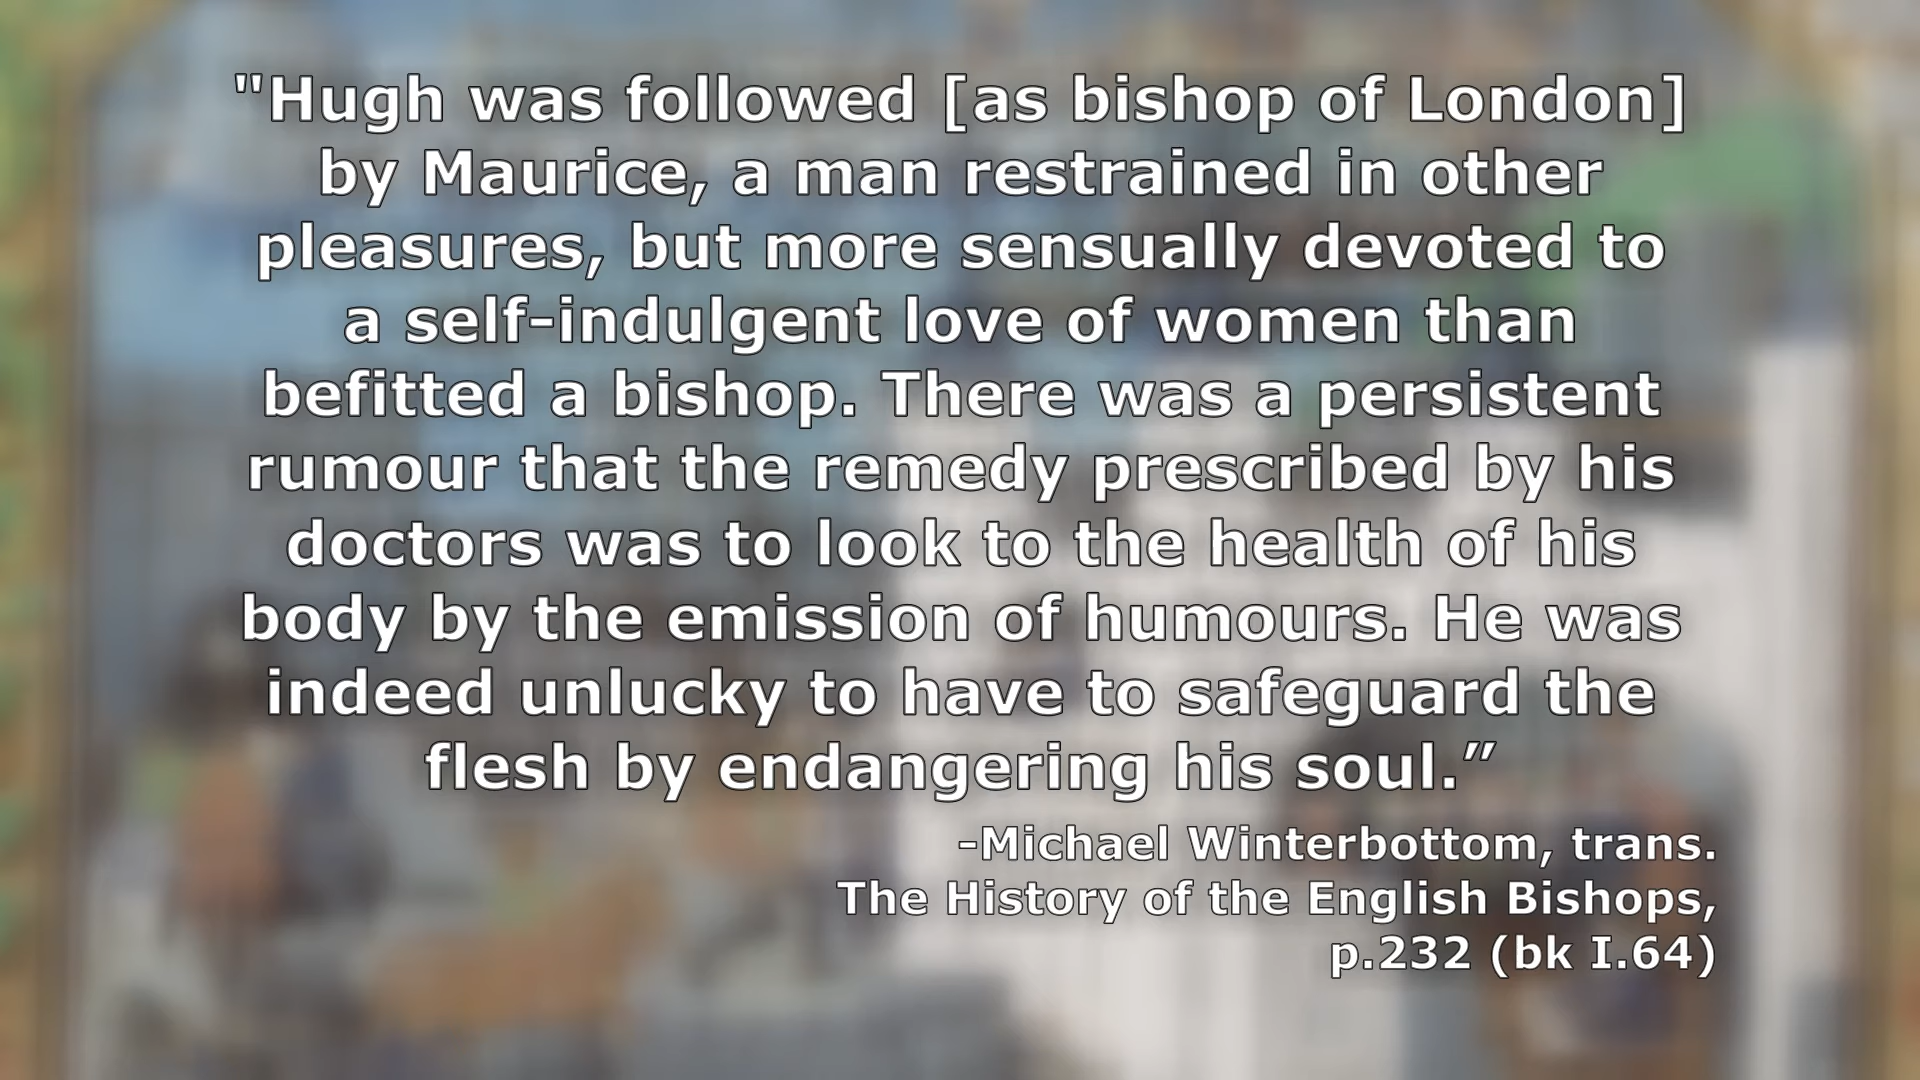 "Hugh was followed [as bishop of London]
by Maurice, a man restrained in other
pleasures, but more sensually devoted to
a self-indulgent love of women than
befitted a bishop. There was a persistent
rumour that the remedy prescribed by his
doctors was to look to the health of his
body by the emission of humours. He was
indeed unlucky to have to safeguard the
flesh by endangering his soul.”
-Michael Winterbottom, trans.
The History of the English Bishops,
p.232 (bk I.64)